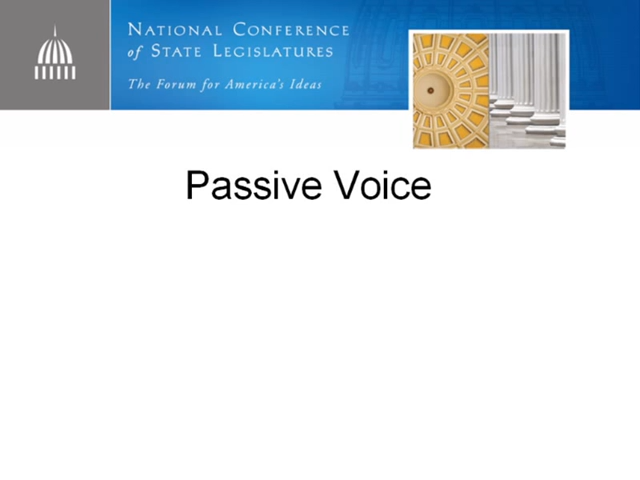 NATIONAL CONFERENCE
of STATE LEGISLATURES
The Forum for America's Ideas
Passive Voice